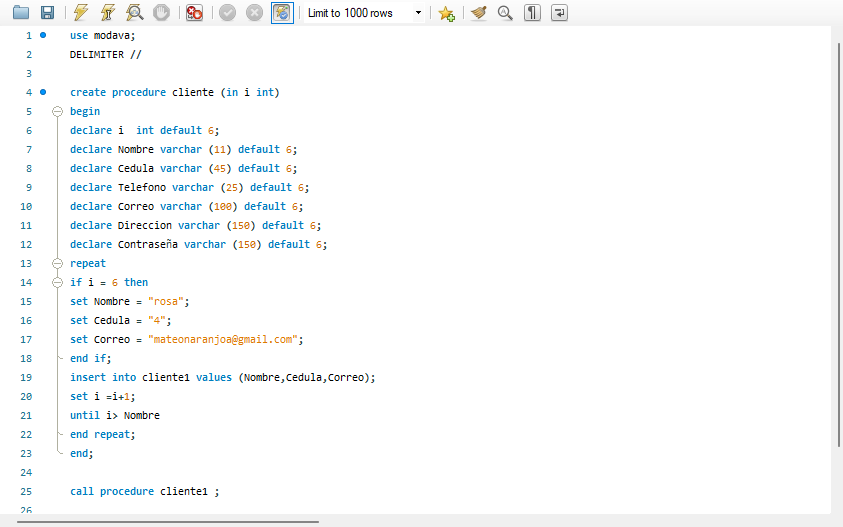 Limit to 1000 rows
1 use modava;
2 DELIMITER //
3
4 create procedure cliente (in i int)
5 begin
6 declare i  int default 6;
7 declare Nombre varchar (11) default 6;
8 declare Cedula varchar (45) default 6;
9 declare Telefono varchar (25) default 6;
10 declare Correo varchar (100) default 6;
11 declare Direccion varchar (150) default 6;
12 declare Contraseña varchar (150) default 6;
13 repeat
14 if i = 6 then
15 set Nombre = "rosa";
16 set Cedula = "4";
17 set Correo = "mateonaranjoa@gmail.com";
18 end if;
19 insert into cliente1 values (Nombre,Cedula,Correo);
20 set i =i+1;
21 until i> Nombre
22 end repeat;
23 end;
24
25 call procedure cliente1 ;
26